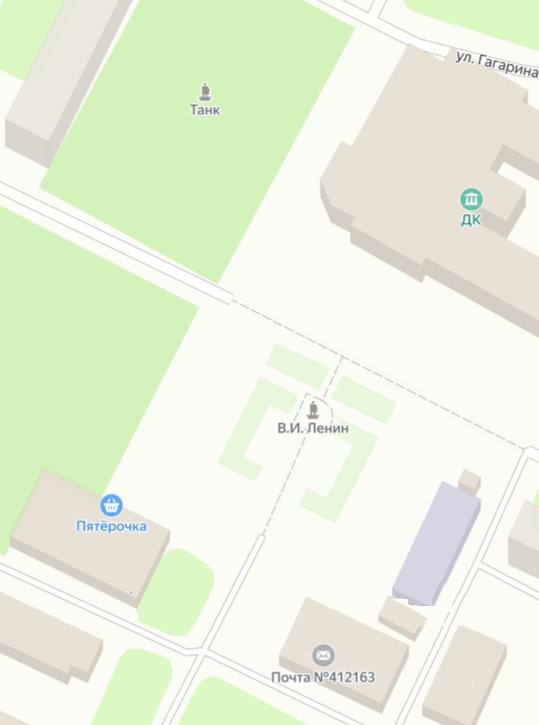 ул. Гагарина
Танк
ДК
В.И. Ленин
Пятёрочка
Почта №412163